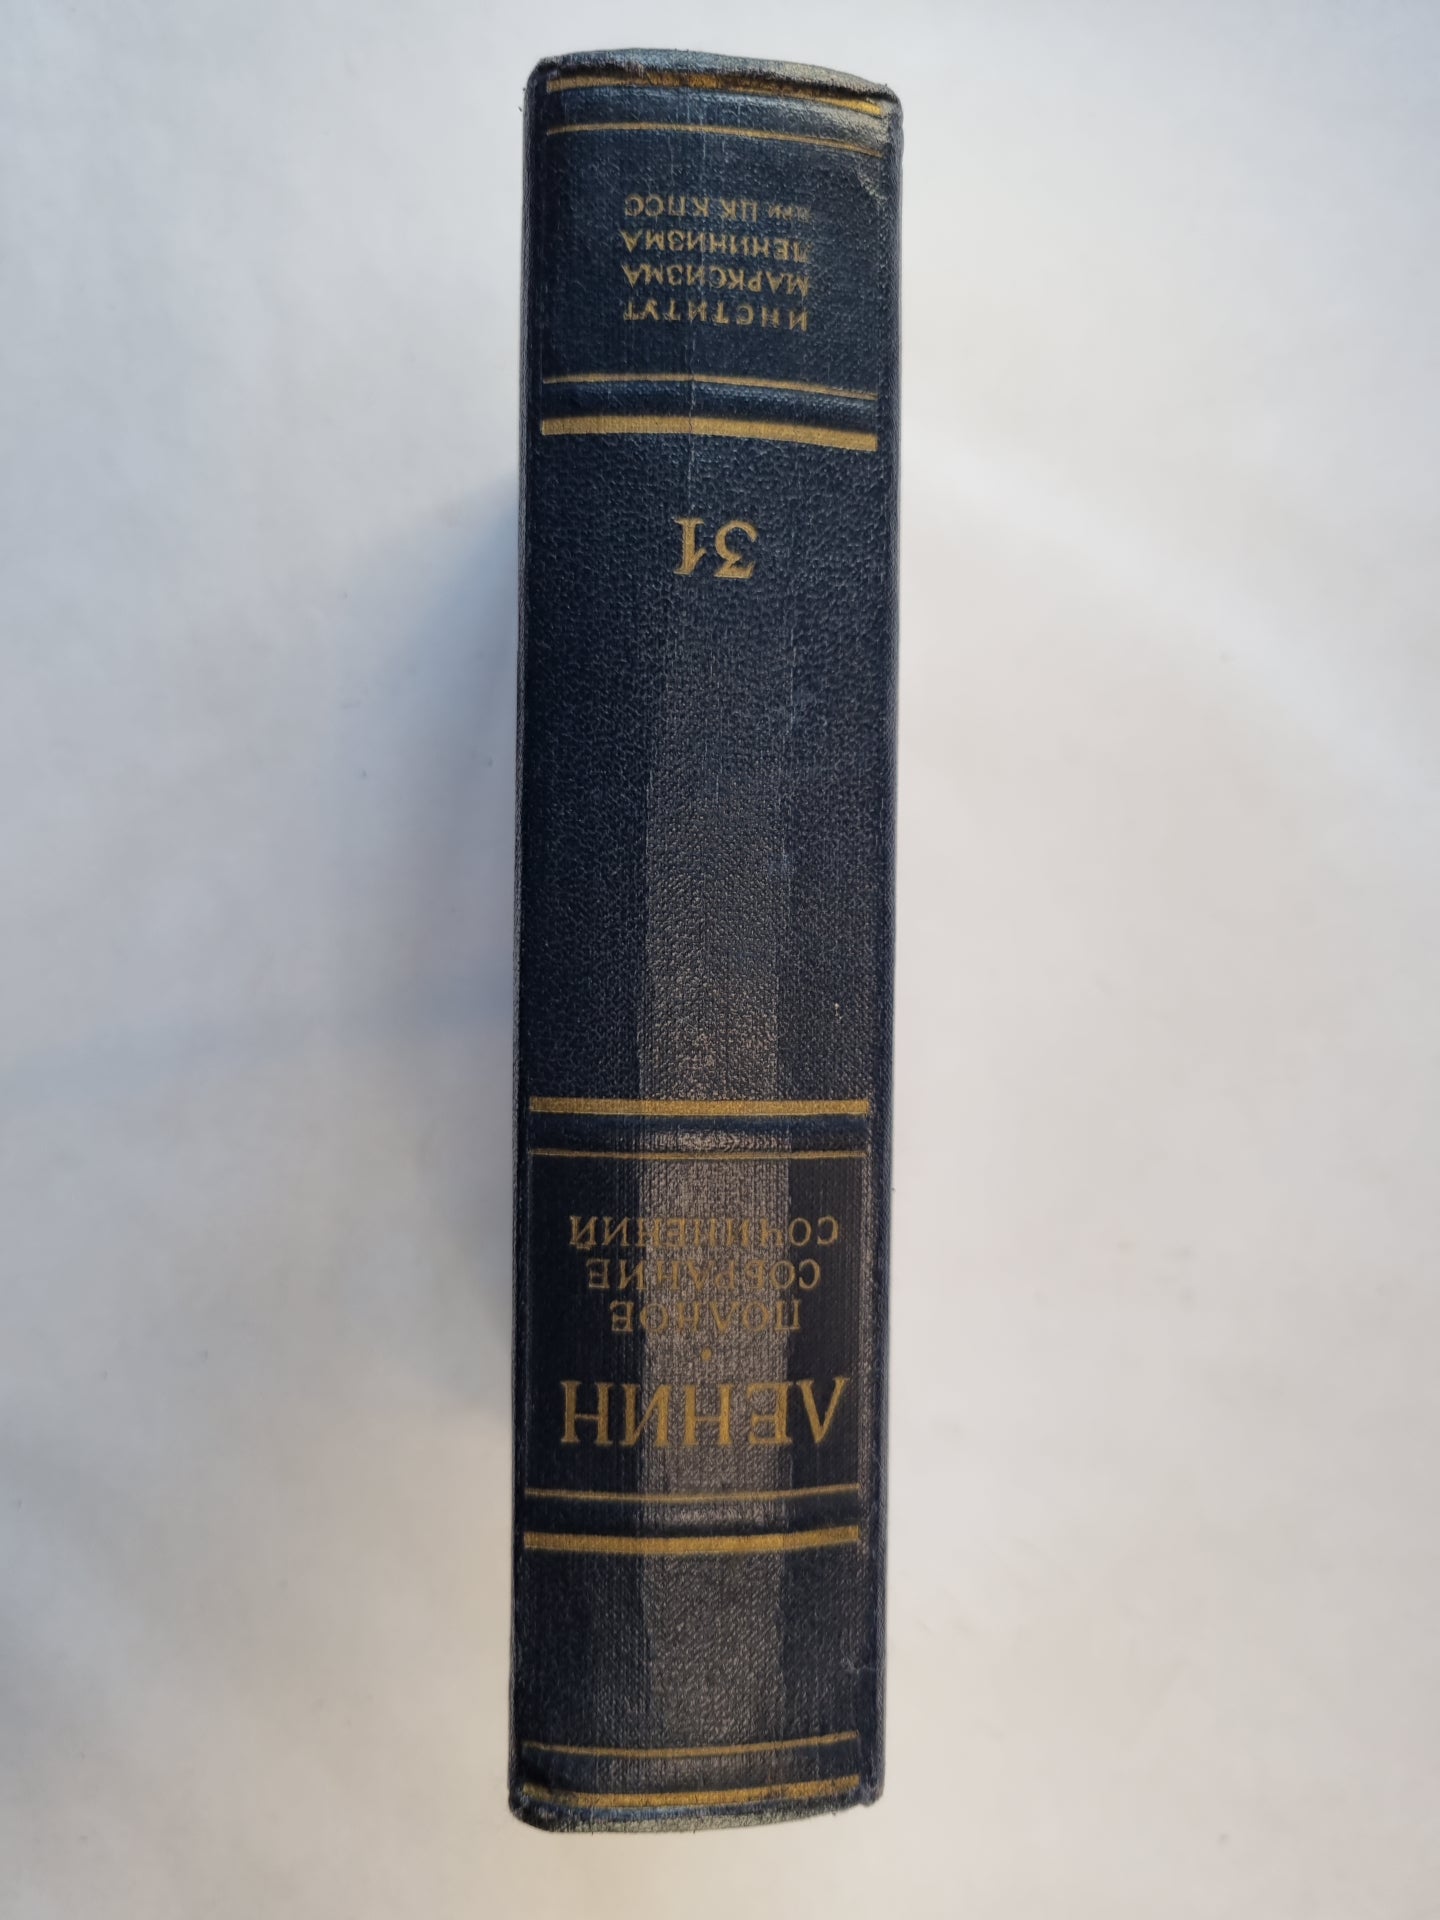 ЛЕНИН
•
ПОЛНОЕ
СОБРАНИЕ
СОЧИНЕНИЙ
31
ИНСТИТУТ
МАРКСИЗМА
ЛЕНИНИЗМА
при ЦК КПСС